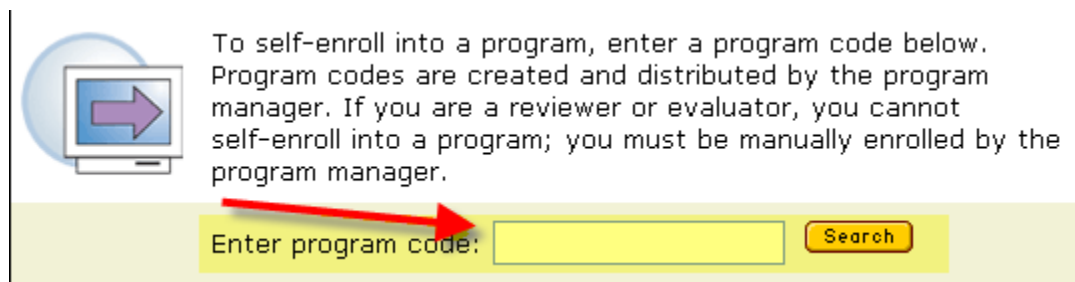 To self-enroll into a program, enter a program code below.
Program codes are created and distributed by the program
manager. If you are a reviewer or evaluator, you cannot
self-enroll into a program; you must be manually enrolled by the
program manager.
Enter program code: Search